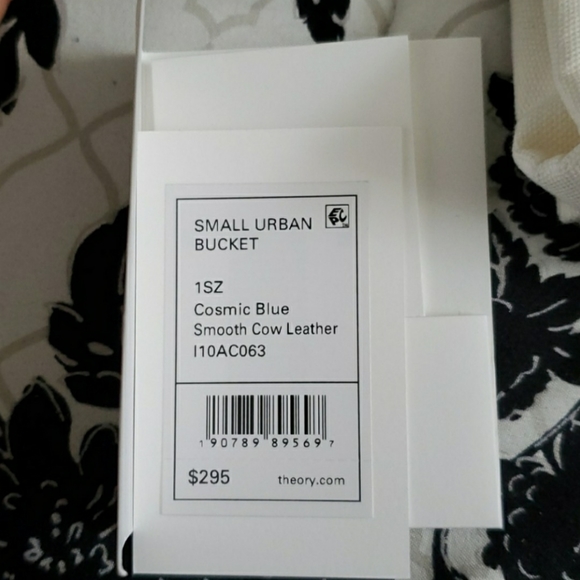 SMALL URBAN
BUCKET
1SZ
Cosmic Blue
Smooth Cow Leather
I10AC063
1 90789 89569 7
$295
theory.com